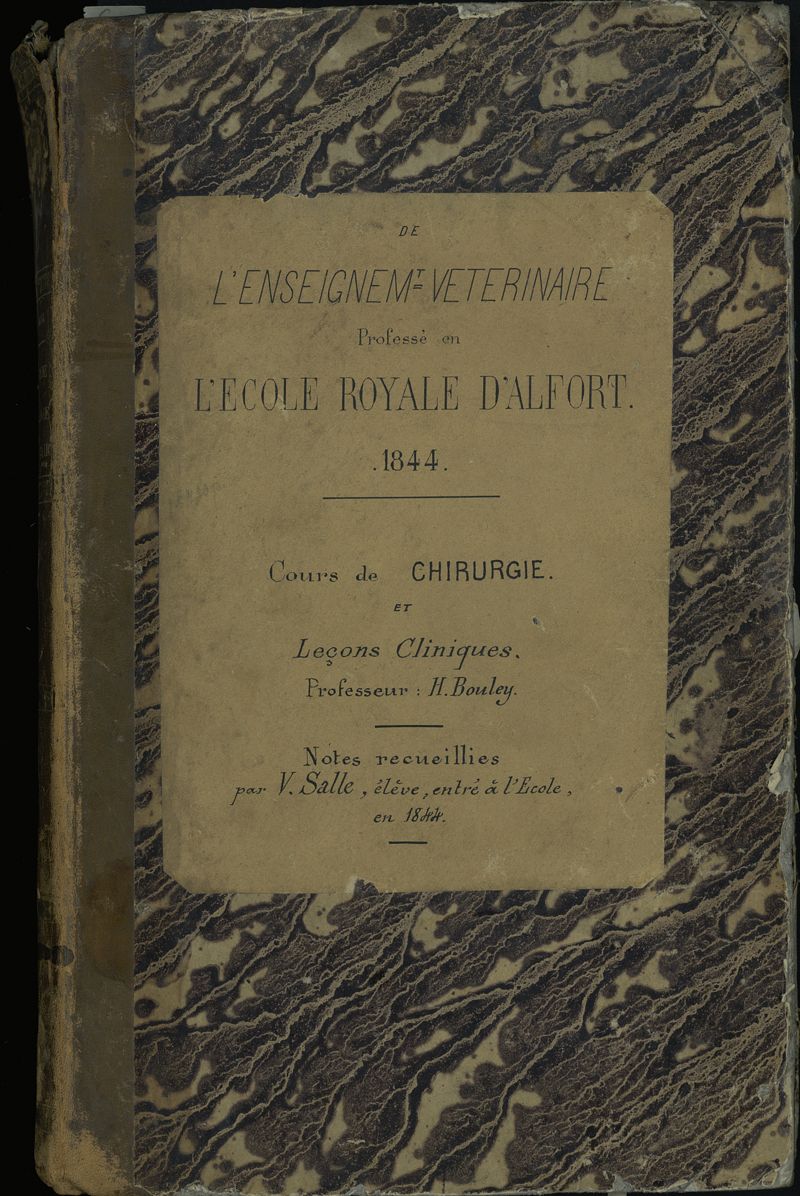 DE
L'ENSEIGNEMT VETERINAIRE
Professé en
L'ECOLE ROYALE D'ALFORT.
.1844.
Cours de CHIRURGIE.
ET
Leçons Cliniques.
Professeur : H. Bouley.
Notes recueillies
par V. Salle, élève, entré à l'Ecole,
en 1844.